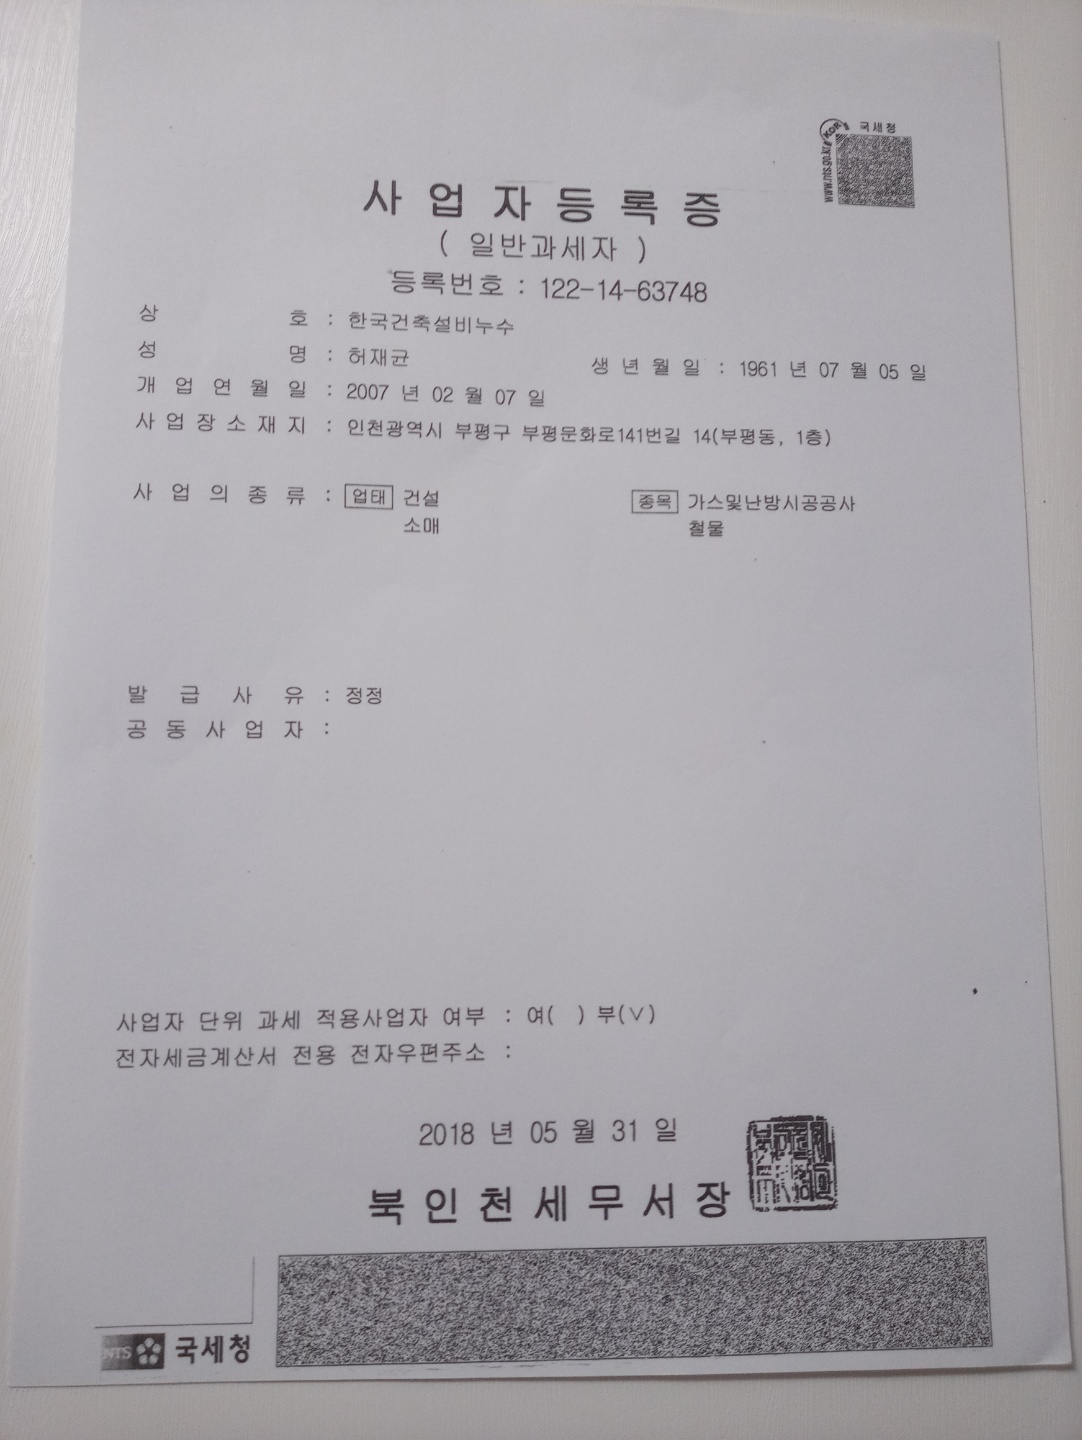 국세청
www.nts.go.kr
사업자등록증
( 일반과세자 )
등록번호 : 122-14-63748
상 호 : 한국건축설비누수
성 명 : 허재균 생 년 월 일 : 1961 년 07 월 05 일
개 업 연 월 일 : 2007 년 02 월 07 일
사 업 장 소 재 지 : 인천광역시 부평구 부평문화로141번길 14(부평동, 1층)
사 업 의 종 류 : 업태 건설 종목 가스및난방시공공사
소매 철물
발 급 사 유 : 정정
공 동 사 업 자 :
사업자 단위 과세 적용사업자 여부 : 여( ) 부(∨)
전자세금계산서 전용 전자우편주소 :
2018 년 05 월 31 일
북인천세무서장
NTS 국세청